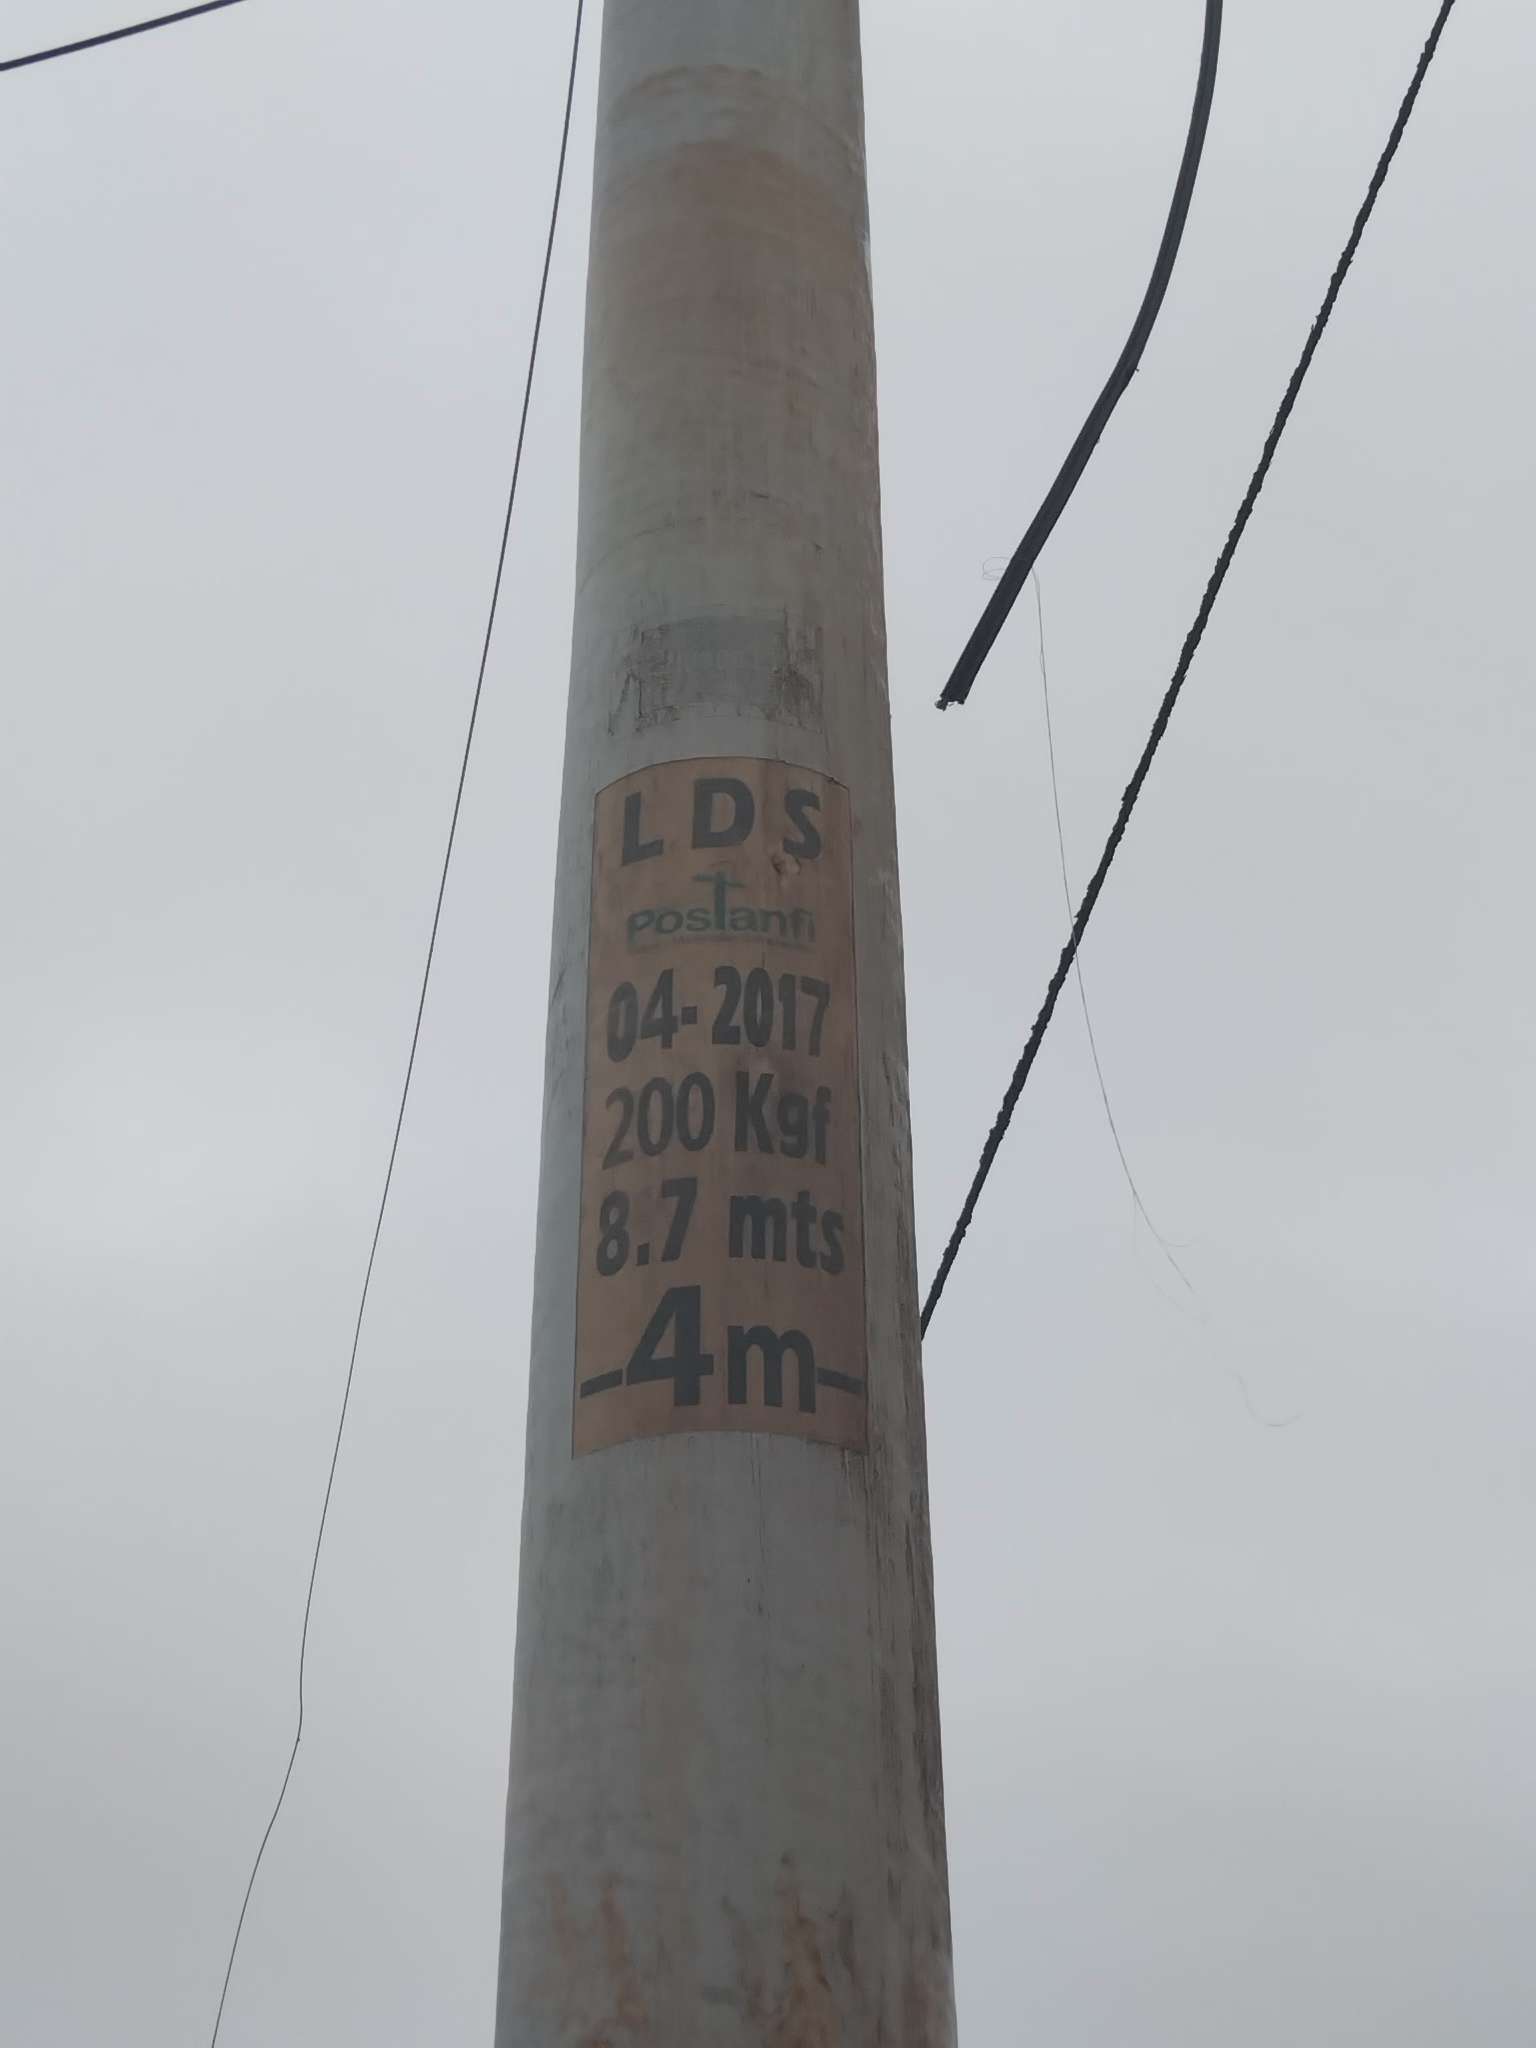 LDS
Postanfi
04-2017
200 Kgf
8.7 mts
-4m-